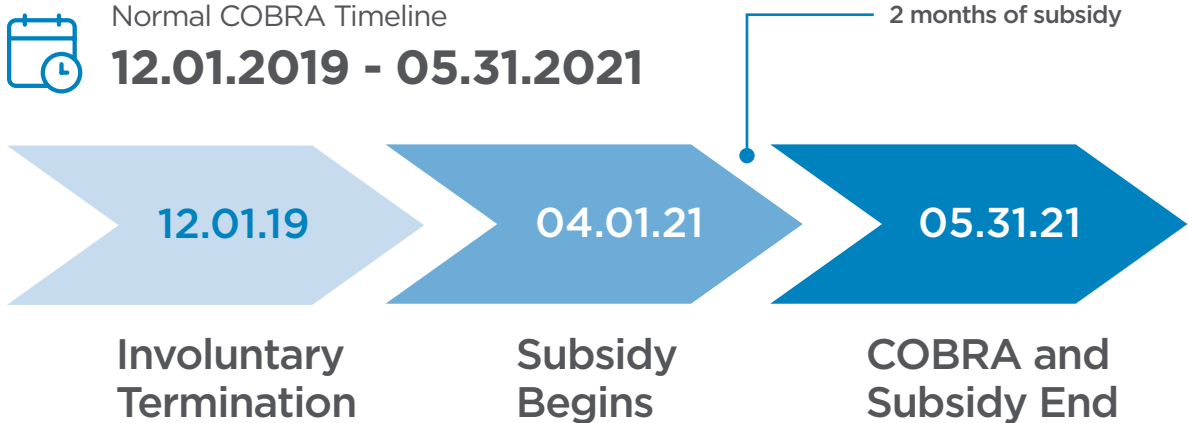 Normal COBRA Timeline
12.01.2019 - 05.31.2021
2 months of subsidy
12.01.19
04.01.21
05.31.21
Involuntary
Termination
Subsidy
Begins
COBRA and
Subsidy End